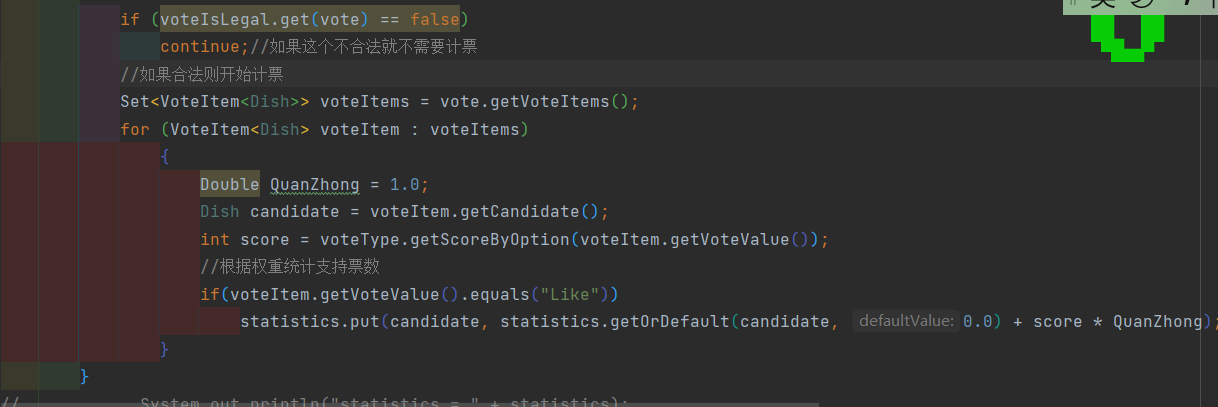 if (voteIsLegal.get(vote) == false)
continue;//如果这个不合法就不需要计票
//如果合法则开始计票
Set<VoteItem<Dish>> voteItems = vote.getVoteItems();
for (VoteItem<Dish> voteItem : voteItems)
{
Double QuanZhong = 1.0;
Dish candidate = voteItem.getCandidate();
int score = voteType.getScoreByOption(voteItem.getVoteValue());
//根据权重统计支持票数
if(voteItem.getVoteValue().equals("Like"))
statistics.put(candidate, statistics.getOrDefault(candidate, defaultValue: 0.0) + score * QuanZhong);
}
}
// System.out.println("statistics = " + statistics);